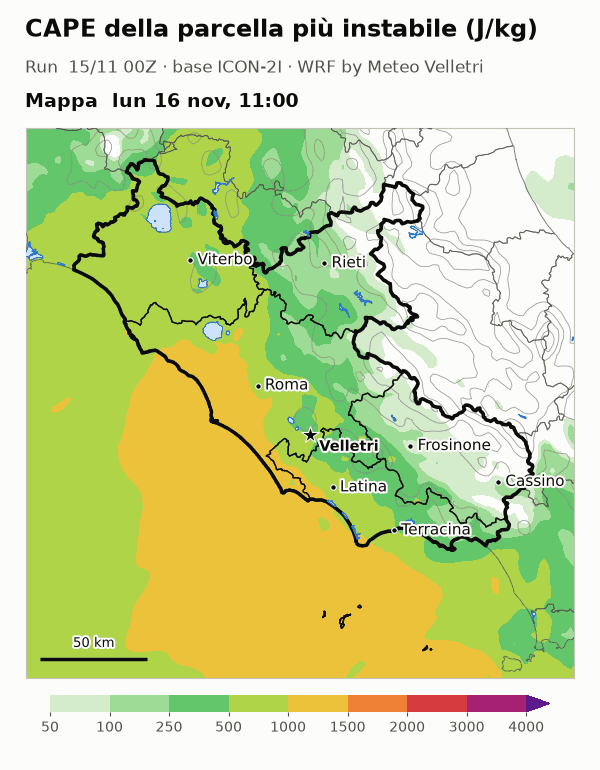 CAPE della parcella più instabile (J/kg)
Run  15/11 00Z · base ICON-2I · WRF by Meteo Velletri
Mappa  lun 16 nov, 11:00
Viterbo
Rieti
Roma
Velletri
Frosinone
Cassino
Latina
Terracina
50 km
50 100 250 500 1000 1500 2000 3000 4000